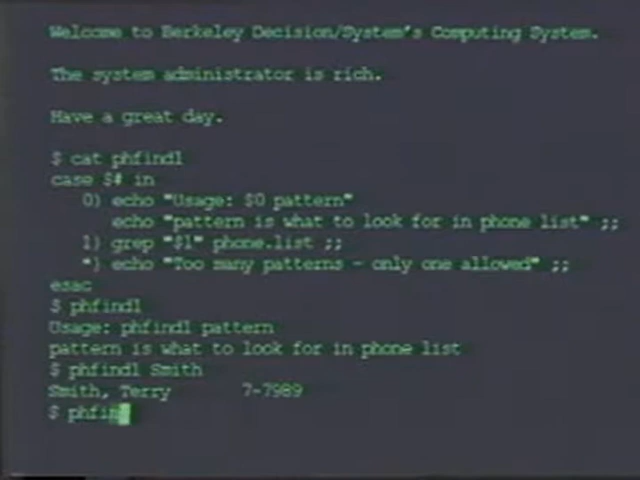 Welcome to Berkeley Decision/System's Computing System.
The system administrator is rich.
Have a great day.
$ cat phfind1
case $# in
0) echo "Usage: $0 pattern"
echo "pattern is what to look for in phone list" ;;
1) grep "$1" phone.list ;;
*) echo "Too many patterns - only one allowed" ;;
esac
$ phfind1
Usage: phfind1 pattern
pattern is what to look for in phone list
$ phfind1 Smith
Smith, Terry 7-7989
$ phfin